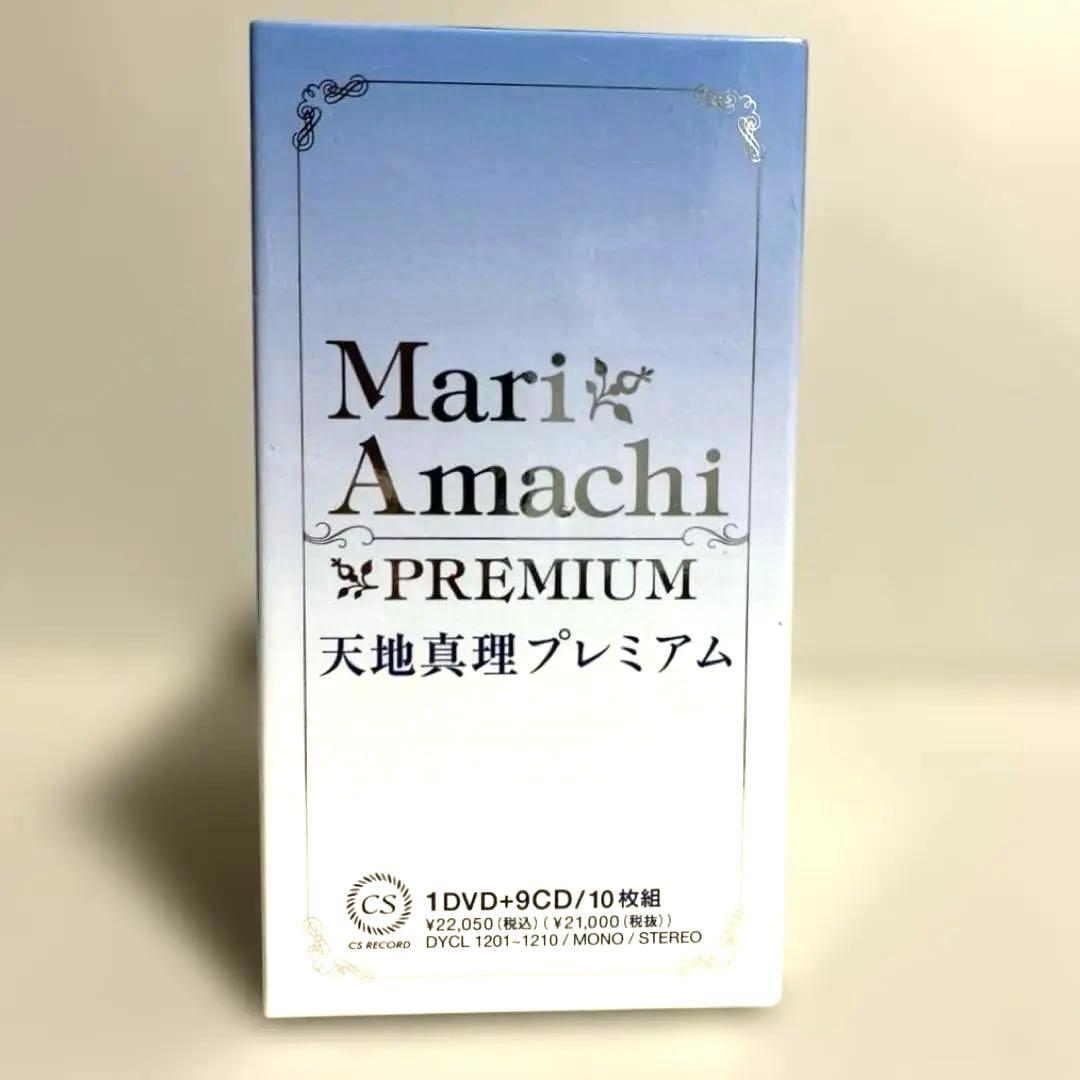 Mari
Amachi
PREMIUM
天地真理プレミアム
CS
CS RECORD
1DVD+9CD/10枚組
¥22,050(税込)(¥21,000(税抜))
DYCL 1201~1210/MONO/STEREO